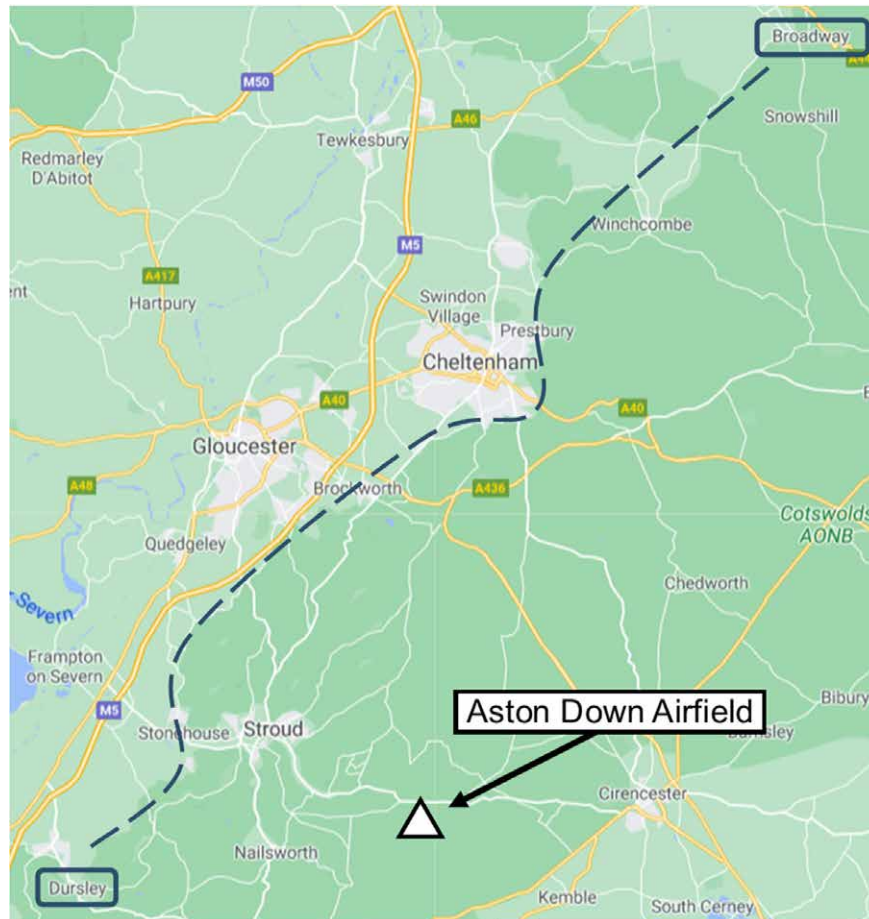 Broadway
A44
M50
Snowshill
A46
Tewkesbury
Redmarley
D'Abitot
Winchcombe
M5
A417
Hartpury
ent
Swindon
Village
Prestbury
Cheltenham
A40
A40
Gloucester
A48
Brockworth
A436
Cotswolds
AONB
Quedgeley
Chedworth
Severn
Frampton
on Severn
Bibury
M5
Aston Down Airfield
Stonehouse
Stroud
Barnsley
Cirencester
Nailsworth
Dursley
Kemble
South Cerney